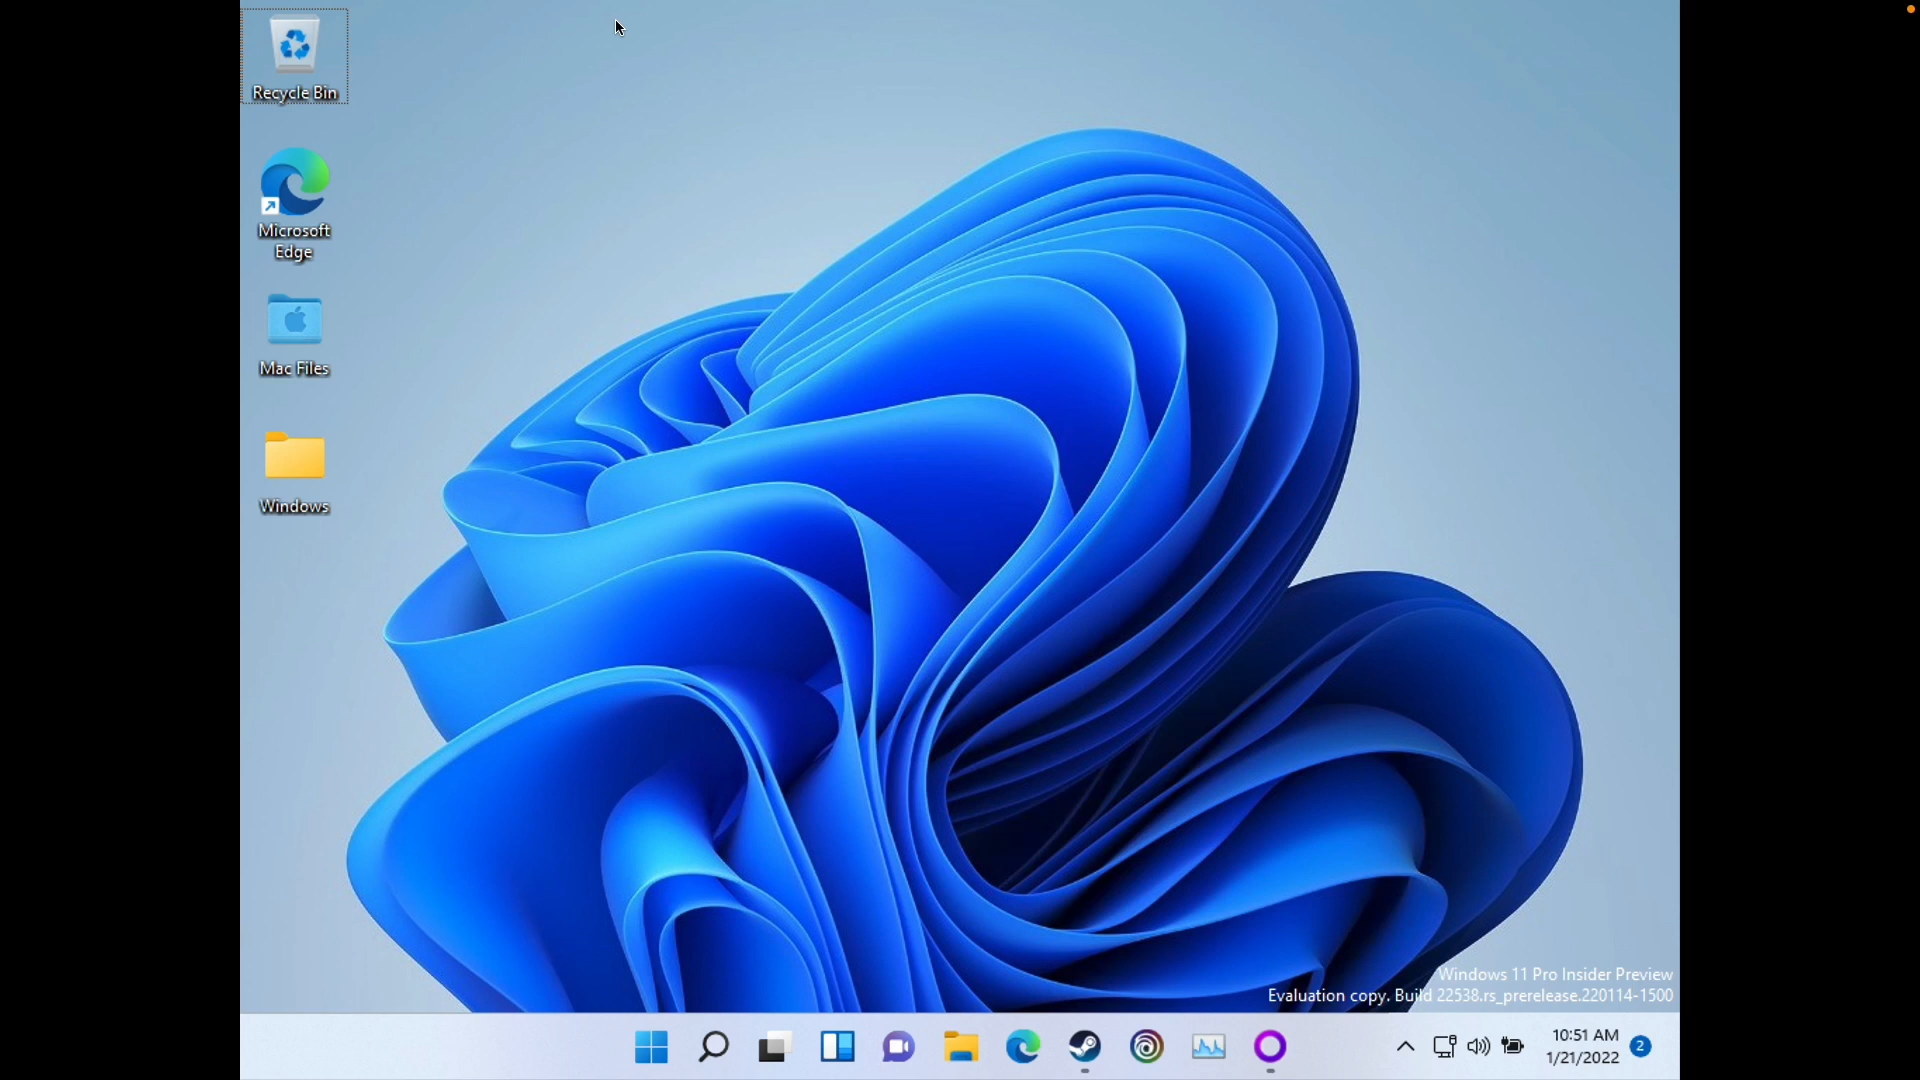 Recycle Bin
Microsoft
Edge
Mac Files
Windows
Windows 11 Pro Insider Preview
Evaluation copy. Build 22538.rs_prerelease.220114-1500
10:51 AM
1/21/2022
2